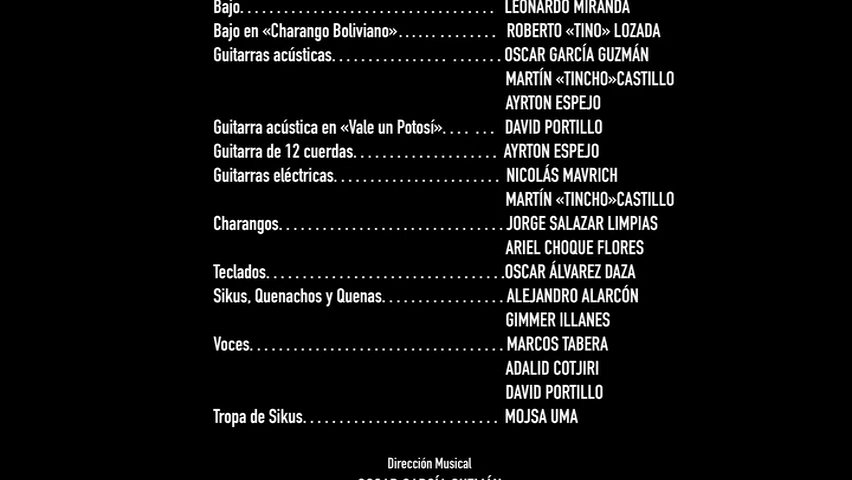 Bajo.................................. LEONARDO MIRANDA
Bajo en «Charango Boliviano».............. ROBERTO «TINO» LOZADA
Guitarras acústicas..................... OSCAR GARCÍA GUZMÁN
MARTÍN «TINCHO»CASTILLO
AYRTON ESPEJO
Guitarra acústica en «Vale un Potosí»....... DAVID PORTILLO
Guitarra de 12 cuerdas................... AYRTON ESPEJO
Guitarras eléctricas..................... NICOLÁS MAVRICH
MARTÍN «TINCHO»CASTILLO
Charangos..............................JORGE SALAZAR LIMPIAS
ARIEL CHOQUE FLORES
Teclados...............................OSCAR ÁLVAREZ DAZA
Sikus, Quenachos y Quenas................ ALEJANDRO ALARCÓN
GIMMER ILLANES
Voces.................................. MARCOS TABERA
ADALID COTJIRI
DAVID PORTILLO
Tropa de Sikus.......................... MOJSA UMA
Dirección Musical
OSCAR GARCÍA GUZMÁN